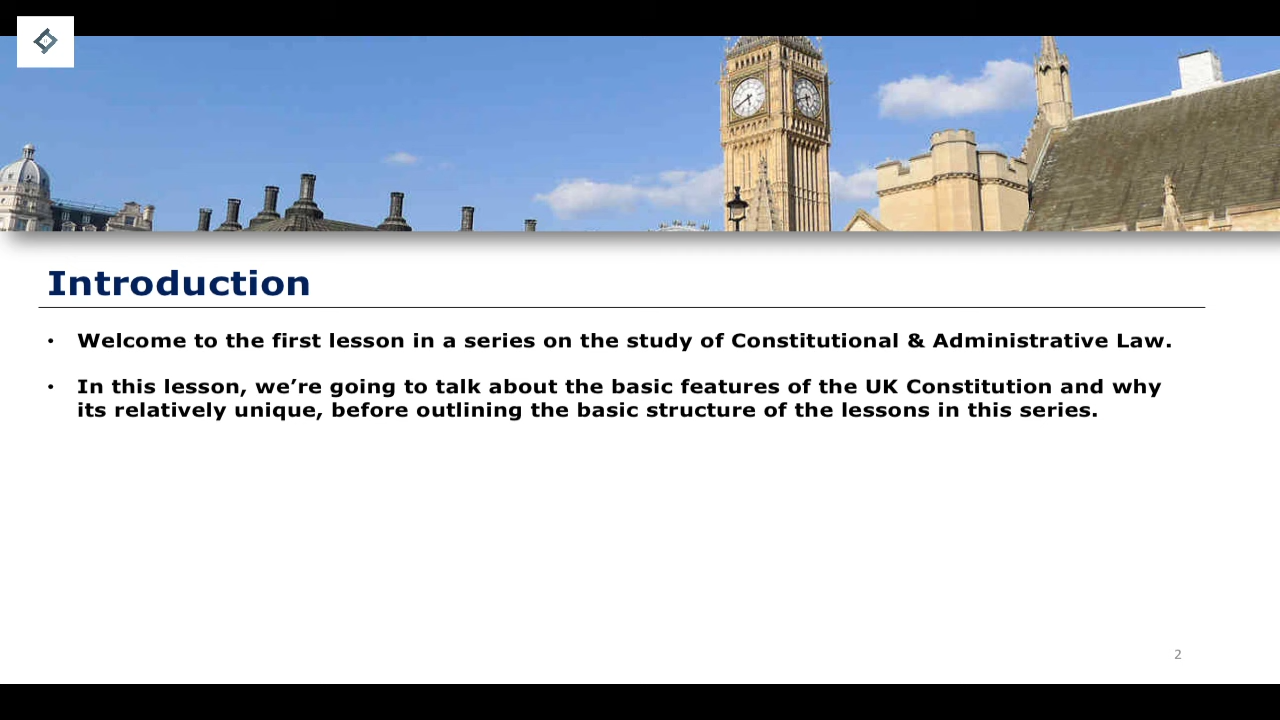 Introduction
• Welcome to the first lesson in a series on the study of Constitutional & Administrative Law.
• In this lesson, we’re going to talk about the basic features of the UK Constitution and why
its relatively unique, before outlining the basic structure of the lessons in this series.
2